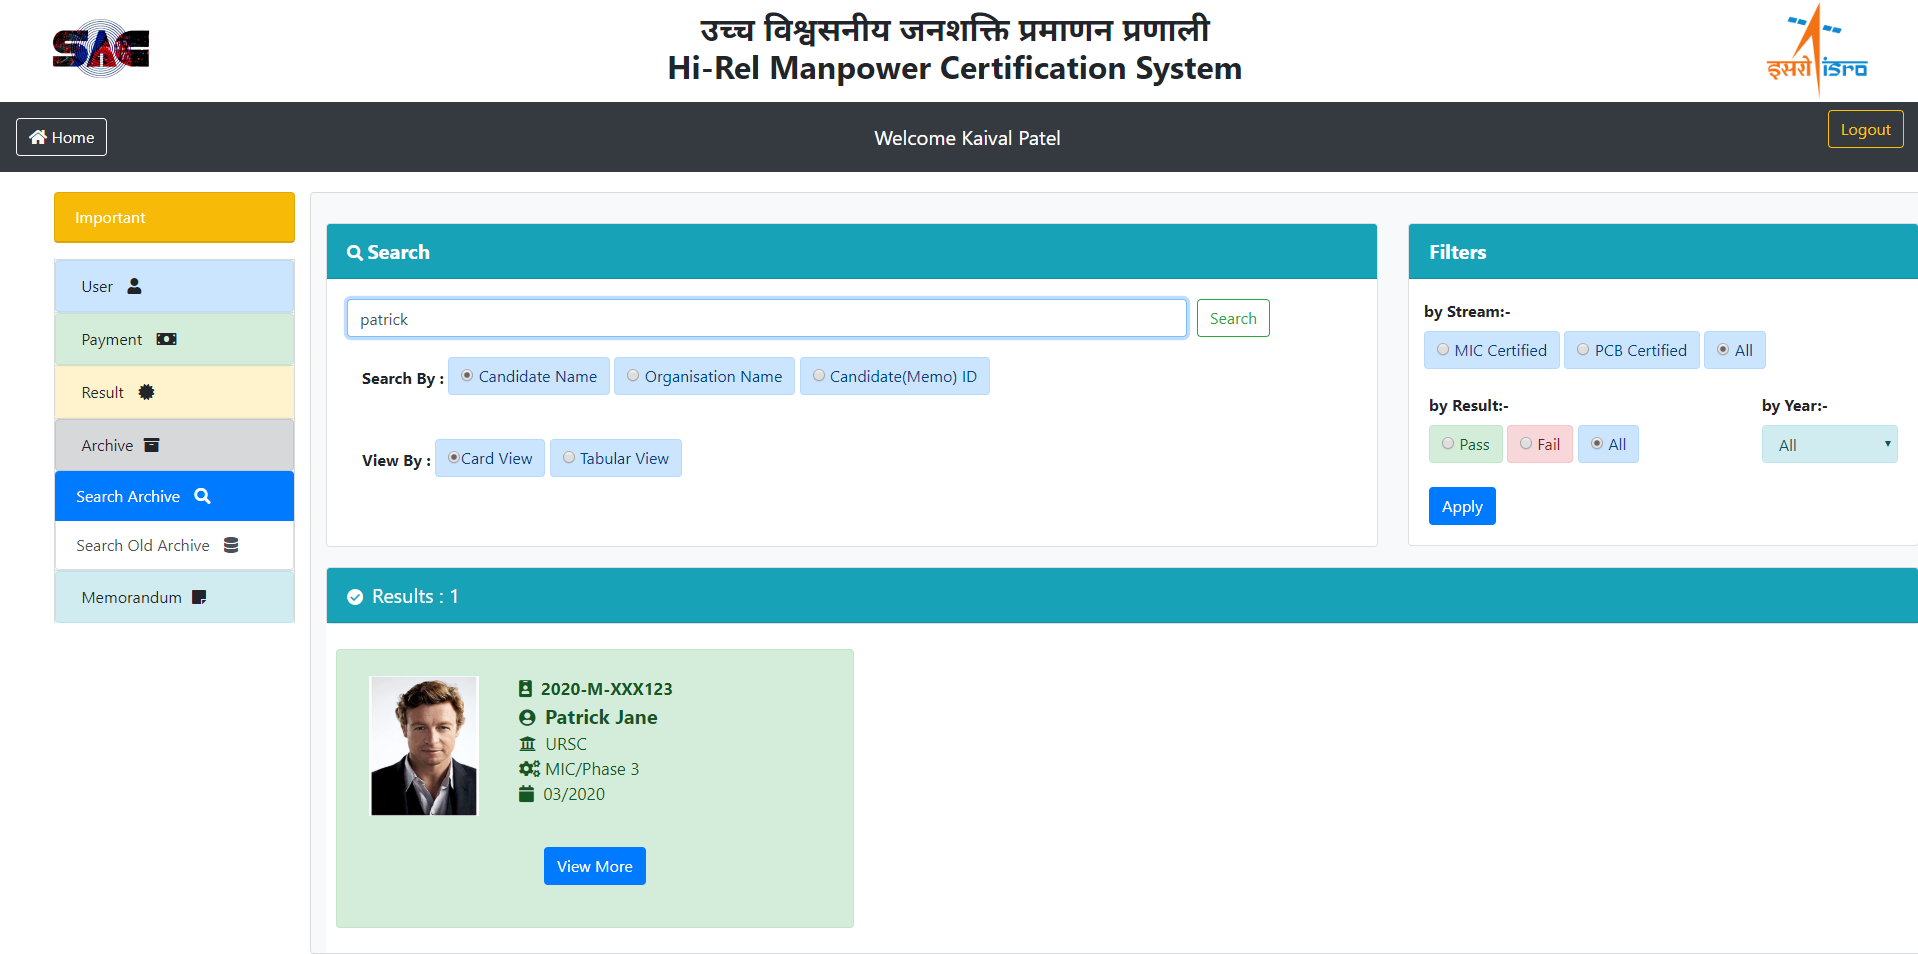 SAC
उच्च विश्वसनीय जनशक्ति प्रमाणन प्रणाली
Hi-Rel Manpower Certification System
इसरो isro
Home
Welcome Kaival Patel
Logout
Important
User
Payment
Result
Archive
Search Archive
Search Old Archive
Memorandum
Search
patrick
Search
Search By : Candidate Name Organisation Name Candidate(Memo) ID
View By : Card View Tabular View
Filters
by Stream:-
MIC Certified PCB Certified All
by Result:- by Year:-
Pass Fail All All
Apply
Results : 1
2020-M-XXX123
Patrick Jane
URSC
MIC/Phase 3
03/2020
View More